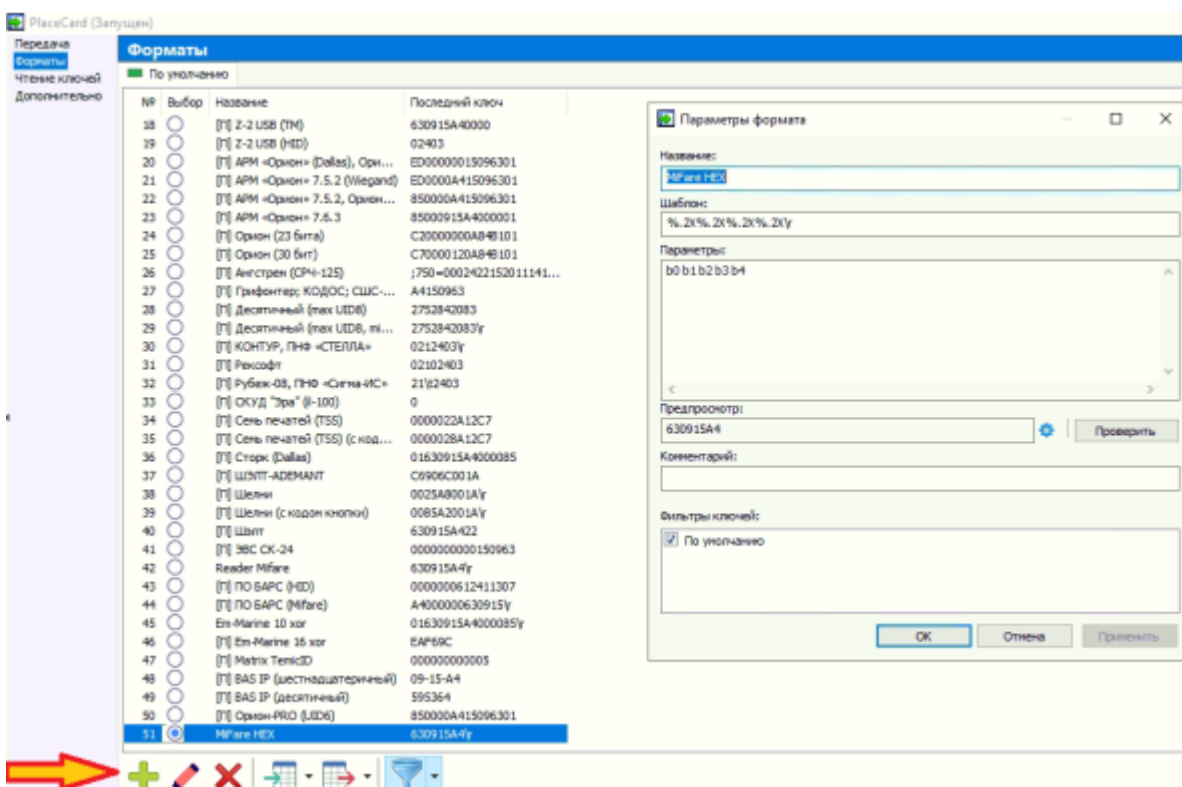 PlaceCard (Запущен)
Передача
Форматы
Чтение ключей
Дополнительно
Форматы
По умолчанию
№ Выбор Название Последний ключ
18 [П] Z-2 USB (TM) 630915A40000
19 [П] Z-2 USB (HID) 02403
20 [П] АРМ «Орион» (Dallas), Ори... ED00000015096301
21 [П] АРМ «Орион» 7.5.2 (Wiegand) ED0000A415096301
22 [П] АРМ «Орион» 7.5.2, Орион... 850000A415096301
23 [П] АРМ «Орион» 7.6.3 85000915A4000001
24 [П] Орион (23 бита) C20000000A84B101
25 [П] Орион (30 бит) C70000120A84B101
26 [П] Ангстрем (СРЧ-125) ;750=0002422152011141...
27 [П] Грифонтер; КОДОС; СШС-... A4150963
28 [П] Десятичный (max UID8) 2752842083
29 [П] Десятичный (max UID8, mi... 2752842083\r
30 [П] КОНТУР, ПНФ «СТЕЛЛА» 0212403\r
31 [П] Рексофт 02102403
32 [П] Рубеж-08, ПНФ «Сигма-ИС» 21\t2403
33 [П] СКУД "Эра" (il-100) 0
34 [П] Семь печатей (TSS) 0000022A12C7
35 [П] Семь печатей (TSS) (с код... 0000028A12C7
36 [П] Сторк (Dallas) 01630915A4000085
37 [П] ШЭЛТ-ADEMANT C6906C001A
38 [П] Шелни 0025A8001A\r
39 [П] Шелни (с кодом кнопки) 0085A2001A\r
40 [П] Шэлт 630915A422
41 [П] ЭВС СК-24 0000000000150963
42 Reader Mifare 630915A4\r
43 [П] ПО БАРС (HID) 0000000612411307
44 [П] ПО БАРС (Mifare) A4000000630915\r
45 Em-Marine 10 xor 01630915A4000085\r
46 [П] Em-Marine 16 xor EAF69C
47 [П] Matrix TemicID 000000000005
48 [П] BAS IP (шестнадцатеричный) 09-15-A4
49 [П] BAS IP (десятичный) 595364
50 [П] Орион-PRO (UID6) 850000A415096301
51 MiFare HEX 630915A4\r
Параметры формата
Название:
MiFare HEX
Шаблон:
%.2X%.2X%.2X%.2X\r
Параметры:
b0 b1 b2 b3 b4
Предпросмотр:
630915A4
Проверить
Комментарий:
Фильтры ключей:
По умолчанию
OK Отмена Применить